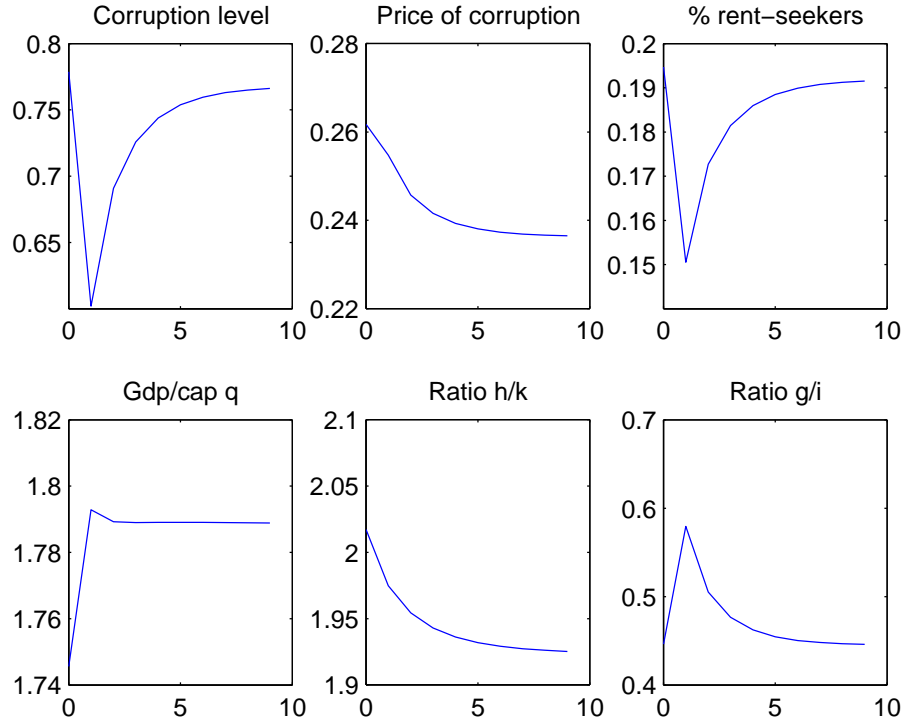 Corruption level
0.8
0.75
0.7
0.65
0 5 10
Price of corruption
0.28
0.26
0.24
0.22
0 5 10
% rent−seekers
0.2
0.19
0.18
0.17
0.16
0.15
0 5 10
Gdp/cap q
1.82
1.8
1.78
1.76
1.74
0 5 10
Ratio h/k
2.1
2.05
2
1.95
1.9
0 5 10
Ratio g/i
0.7
0.6
0.5
0.4
0 5 10